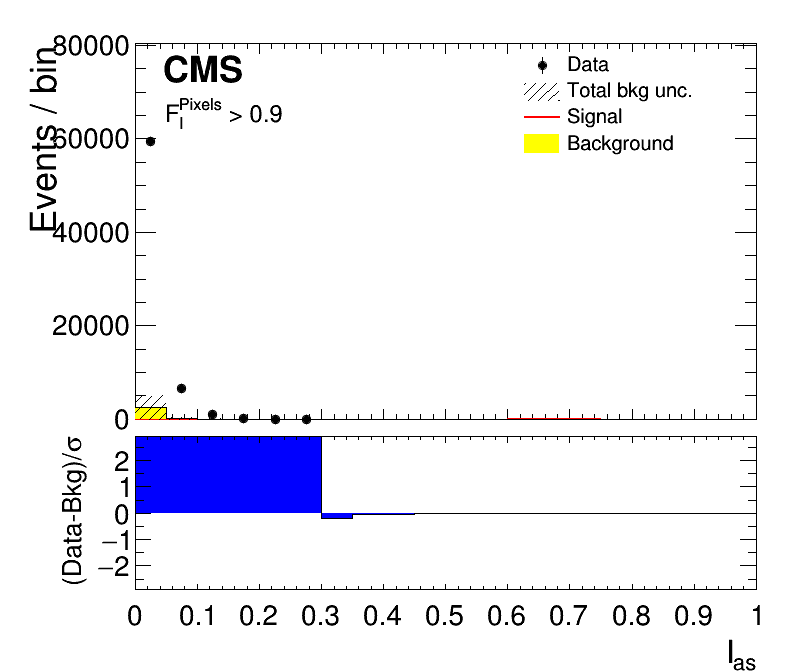 80000
60000
40000
20000
0
Events / bin
CMS
F_I^Pixels > 0.9
Data
Total bkg unc.
Signal
Background
2
1
0
−1
−2
(Data-Bkg)/σ
0 0.1 0.2 0.3 0.4 0.5 0.6 0.7 0.8 0.9 1
I_as